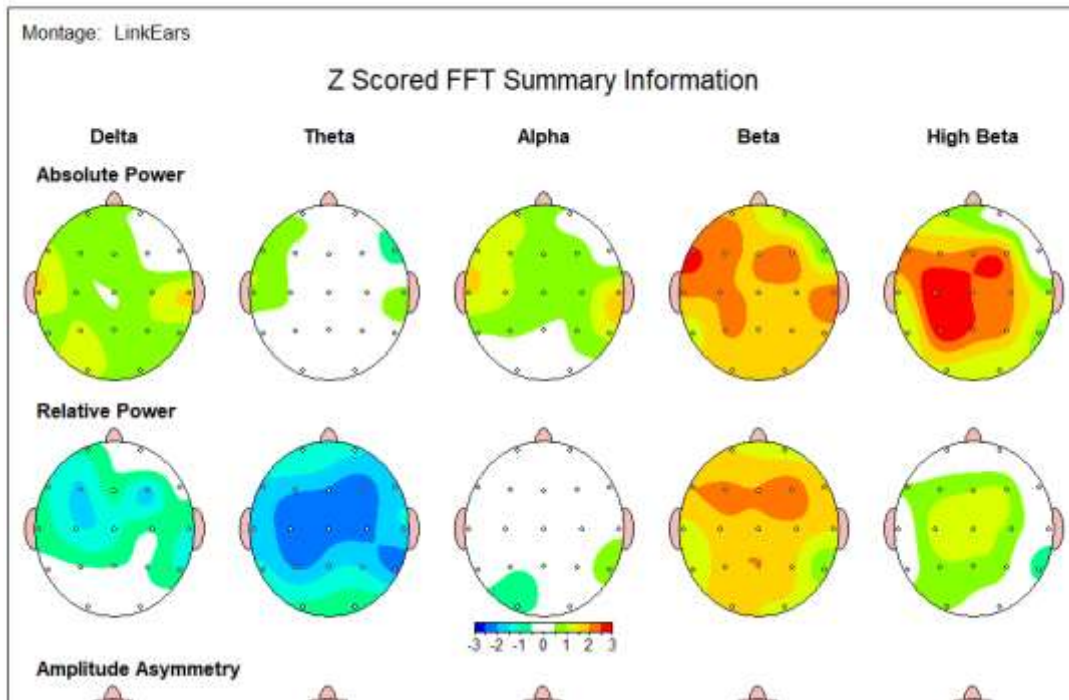 Montage: LinkEars
Z Scored FFT Summary Information
Delta Theta Alpha Beta High Beta
Absolute Power
Relative Power
-3 -2 -1 0 1 2 3
Amplitude Asymmetry